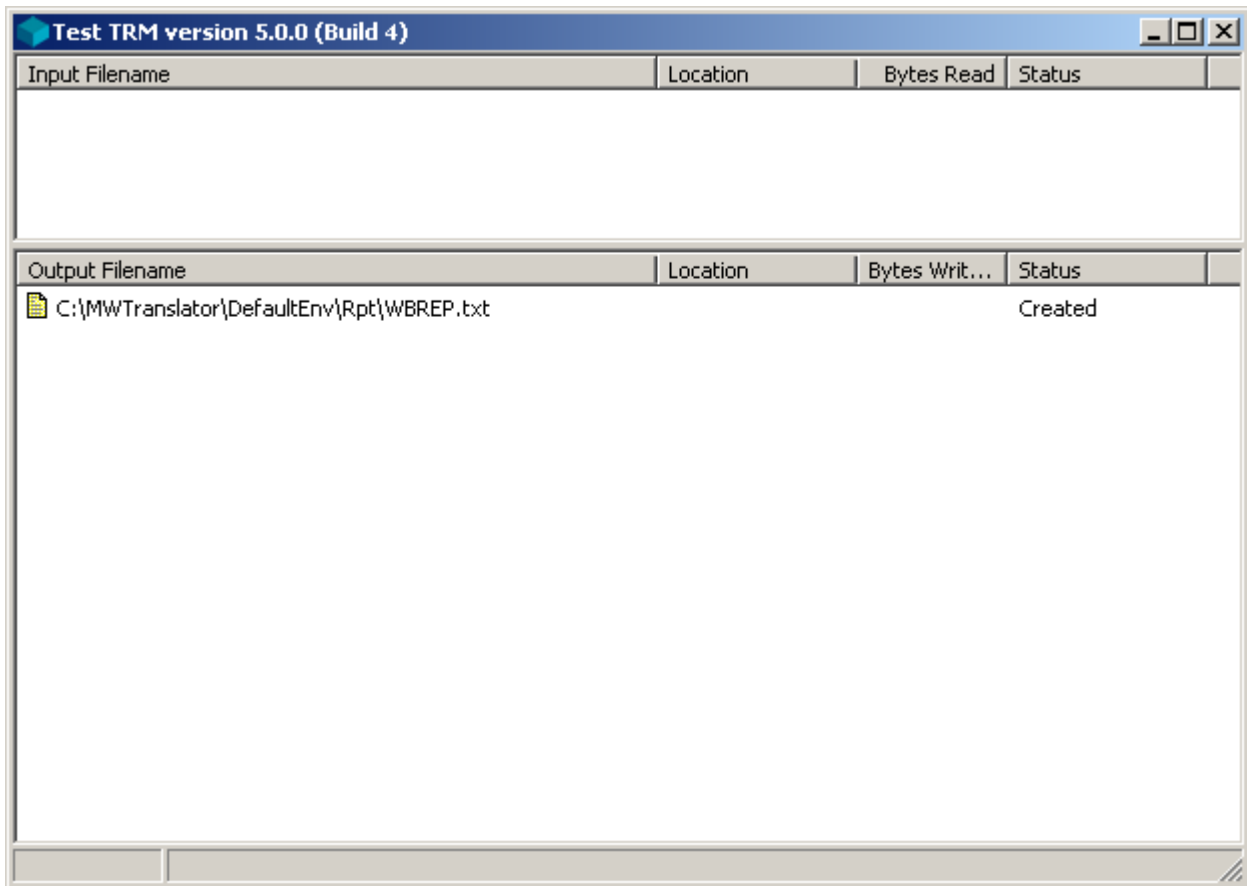 Test TRM version 5.0.0 (Build 4)
Input Filename Location Bytes Read Status
Output Filename Location Bytes Writ... Status
C:\MWTranslator\DefaultEnv\Rpt\WBREP.txt Created